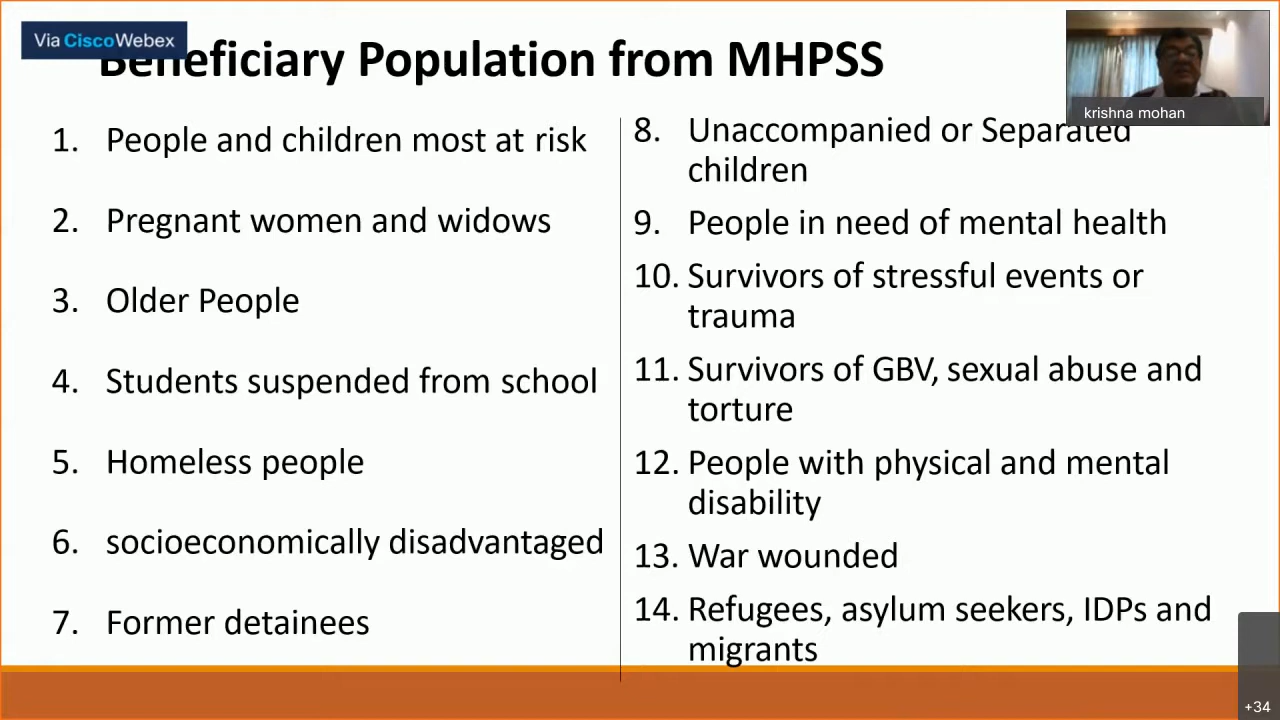 Via CiscoWebex
Beneficiary Population from MHPSS
krishna mohan
1. People and children most at risk
2. Pregnant women and widows
3. Older People
4. Students suspended from school
5. Homeless people
6. socioeconomically disadvantaged
7. Former detainees
8. Unaccompanied or Separated
children
9. People in need of mental health
10. Survivors of stressful events or
trauma
11. Survivors of GBV, sexual abuse and
torture
12. People with physical and mental
disability
13. War wounded
14. Refugees, asylum seekers, IDPs and
migrants
+34